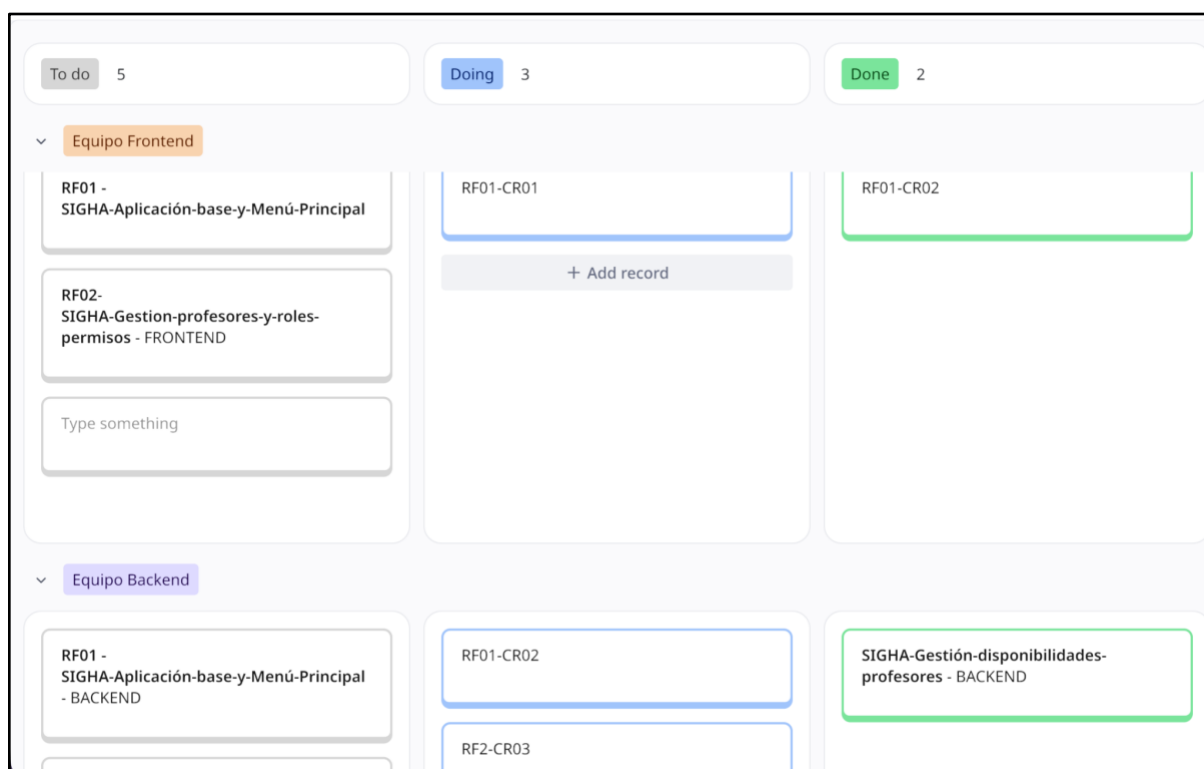 To do 5
Doing 3
Done 2
Equipo Frontend
RF01 -
SIGHA-Aplicación-base-y-Menú-Principal
RF02-
SIGHA-Gestion-profesores-y-roles-
permisos - FRONTEND
Type something
RF01-CR01
+ Add record
RF01-CR02
Equipo Backend
RF01 -
SIGHA-Aplicación-base-y-Menú-Principal
- BACKEND
RF01-CR02
RF2-CR03
SIGHA-Gestión-disponibilidades-
profesores - BACKEND